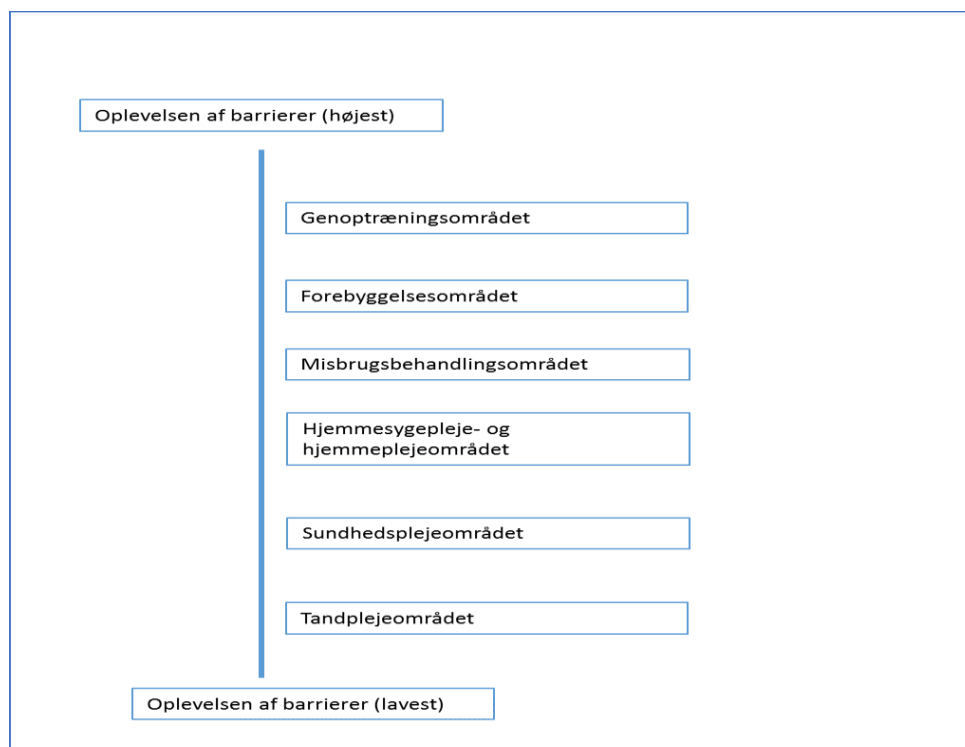 Oplevelsen af barrierer (højest)
Genoptræningsområdet
Forebyggelsesområdet
Misbrugsbehandlingsområdet
Hjemmesygepleje- og
hjemmeplejeområdet
Sundhedsplejeområdet
Tandplejeområdet
Oplevelsen af barrierer (lavest)